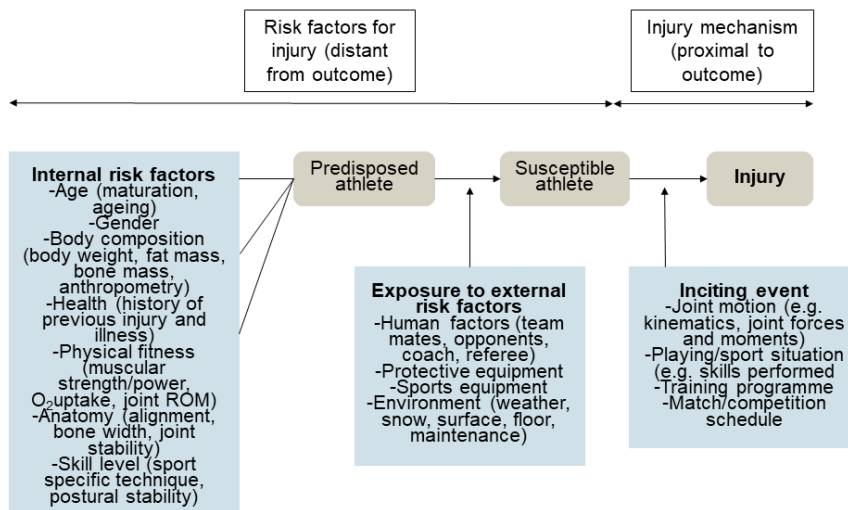 Risk factors for
injury (distant
from outcome)
Injury mechanism
(proximal to
outcome)
Internal risk factors
-Age (maturation,
ageing)
-Gender
-Body composition
(body weight, fat mass,
bone mass,
anthropometry)
-Health (history of
previous injury and
illness)
-Physical fitness
(muscular
strength/power,
O₂uptake, joint ROM)
-Anatomy (alignment,
bone width, joint
stability)
-Skill level (sport
specific technique,
postural stability)
Predisposed
athlete
Susceptible
athlete
Injury
Exposure to external
risk factors
-Human factors (team
mates, opponents,
coach, referee)
-Protective equipment
-Sports equipment
-Environment (weather,
snow, surface, floor,
maintenance)
Inciting event
-Joint motion (e.g.
kinematics, joint forces
and moments)
-Playing/sport situation
(e.g. skills performed
-Training programme
-Match/competition
schedule